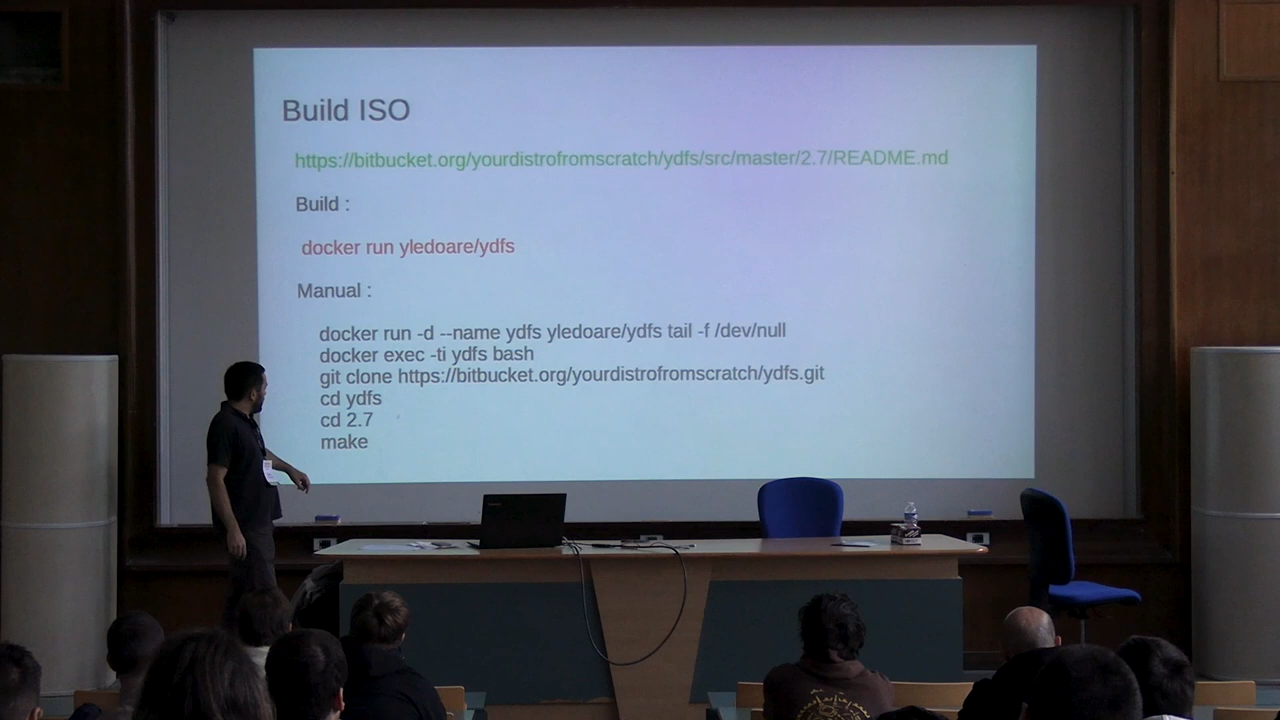 Build ISO
https://bitbucket.org/yourdistrofromscratch/ydfs/src/master/2.7/README.md
Build :
docker run yledoare/ydfs
Manual :
docker run -d --name ydfs yledoare/ydfs tail -f /dev/null
docker exec -ti ydfs bash
git clone https://bitbucket.org/yourdistrofromscratch/ydfs.git
cd ydfs
cd 2.7
make